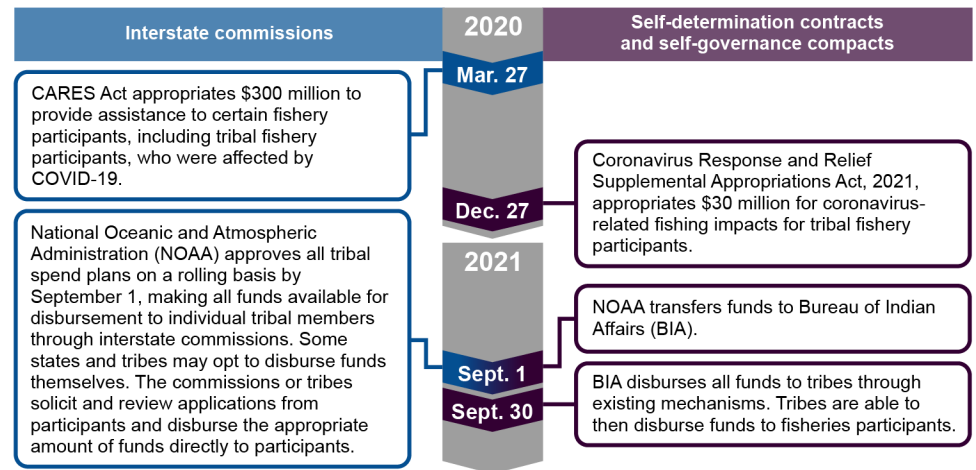 Interstate commissions
2020
Self-determination contracts
and self-governance compacts
Mar. 27
CARES Act appropriates $300 million to
provide assistance to certain fishery
participants, including tribal fishery
participants, who were affected by
COVID-19.
Dec. 27
Coronavirus Response and Relief
Supplemental Appropriations Act, 2021,
appropriates $30 million for coronavirus-
related fishing impacts for tribal fishery
participants.
2021
National Oceanic and Atmospheric
Administration (NOAA) approves all tribal
spend plans on a rolling basis by
September 1, making all funds available for
disbursement to individual tribal members
through interstate commissions. Some
states and tribes may opt to disburse funds
themselves. The commissions or tribes
solicit and review applications from
participants and disburse the appropriate
amount of funds directly to participants.
Sept. 1
NOAA transfers funds to Bureau of Indian
Affairs (BIA).
Sept. 30
BIA disburses all funds to tribes through
existing mechanisms. Tribes are able to
then disburse funds to fisheries participants.